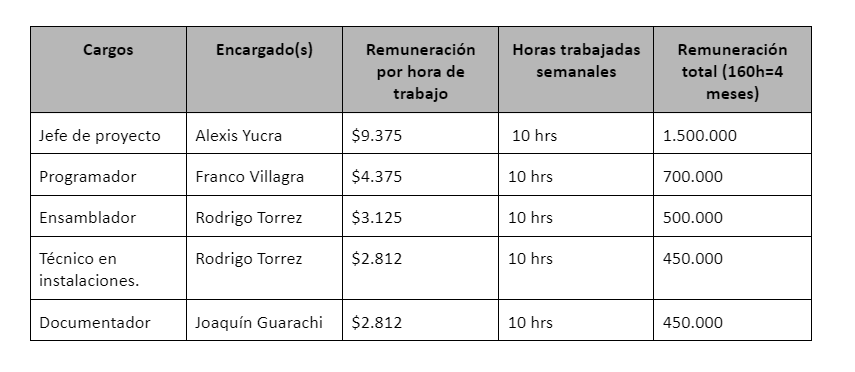 Cargos
Encargado(s)
Remuneración
por hora de
trabajo
Horas trabajadas
semanales
Remuneración
total (160h=4
meses)
Jefe de proyecto
Alexis Yucra
$9.375
10 hrs
1.500.000
Programador
Franco Villagra
$4.375
10 hrs
700.000
Ensamblador
Rodrigo Torrez
$3.125
10 hrs
500.000
Técnico en
instalaciones.
Rodrigo Torrez
$2.812
10 hrs
450.000
Documentador
Joaquín Guarachi
$2.812
10 hrs
450.000